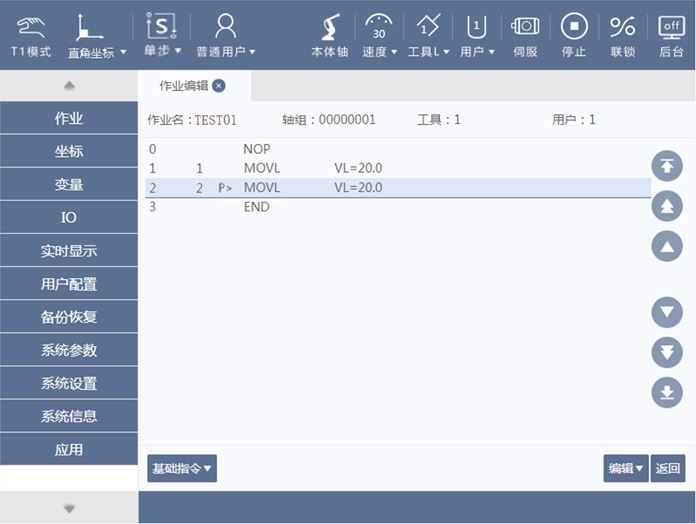 T1模式 直角坐标 单步 普通用户 本体轴 速度 工具L 用户 伺服 停止 联锁 后台
S 30 1 1 off
作业编辑
作业名：TEST01 轴组：00000001 工具：1 用户：1
作业
坐标
变量
IO
实时显示
用户配置
备份恢复
系统参数
系统设置
系统信息
应用
0 NOP
1 1 MOVL VL=20.0
2 2 P> MOVL VL=20.0
3 END
基础指令 编辑 返回